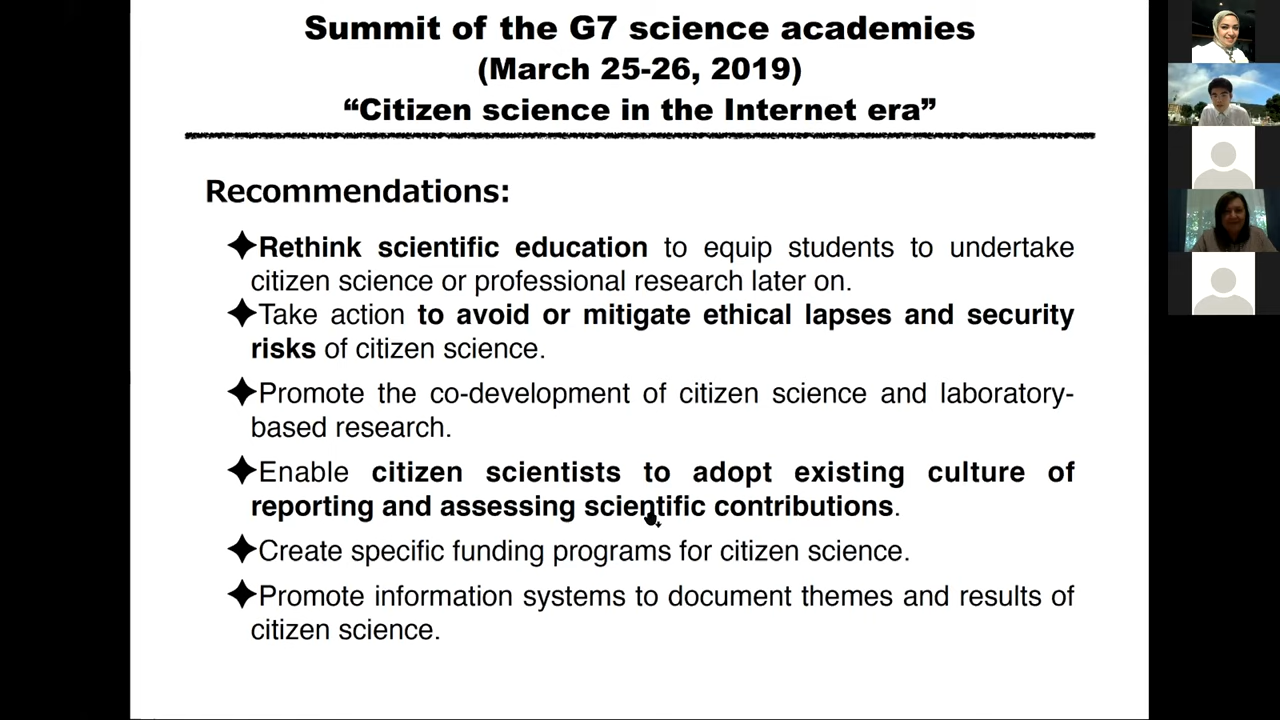 Summit of the G7 science academies
(March 25-26, 2019)
“Citizen science in the Internet era”
Recommendations:
Rethink scientific education to equip students to undertake
citizen science or professional research later on.
Take action to avoid or mitigate ethical lapses and security
risks of citizen science.
Promote the co-development of citizen science and laboratory-
based research.
Enable citizen scientists to adopt existing culture of
reporting and assessing scientific contributions.
Create specific funding programs for citizen science.
Promote information systems to document themes and results of
citizen science.